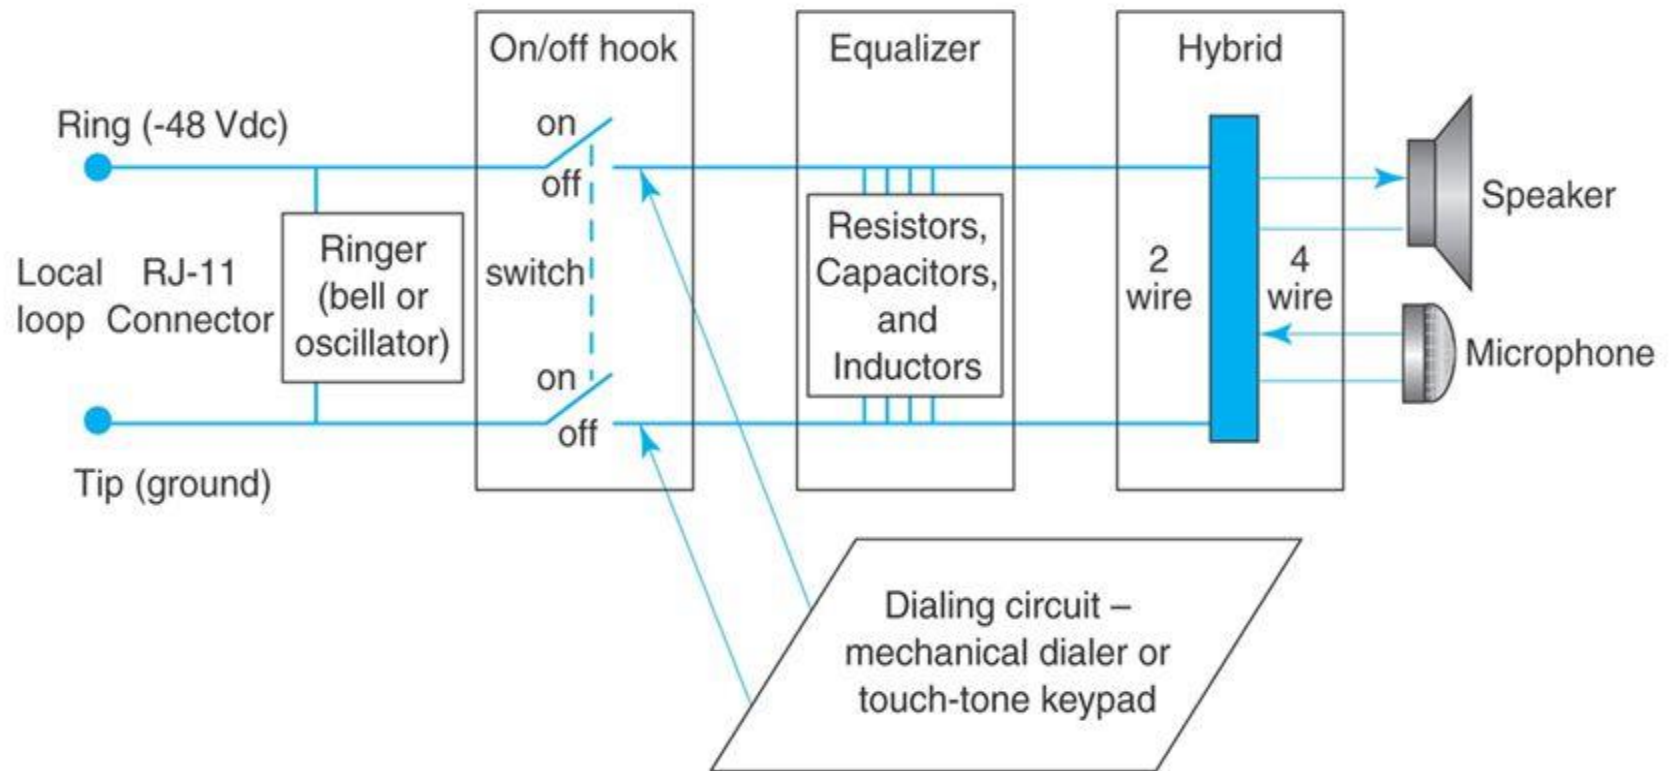 On/off hook
Equalizer
Hybrid
Ring (-48 Vdc)
on
off
Local
loop
RJ-11
Connector
Ringer
(bell or
oscillator)
switch
on
off
Resistors,
Capacitors,
and
Inductors
2
wire
4
wire
Speaker
Microphone
Tip (ground)
Dialing circuit –
mechanical dialer or
touch-tone keypad